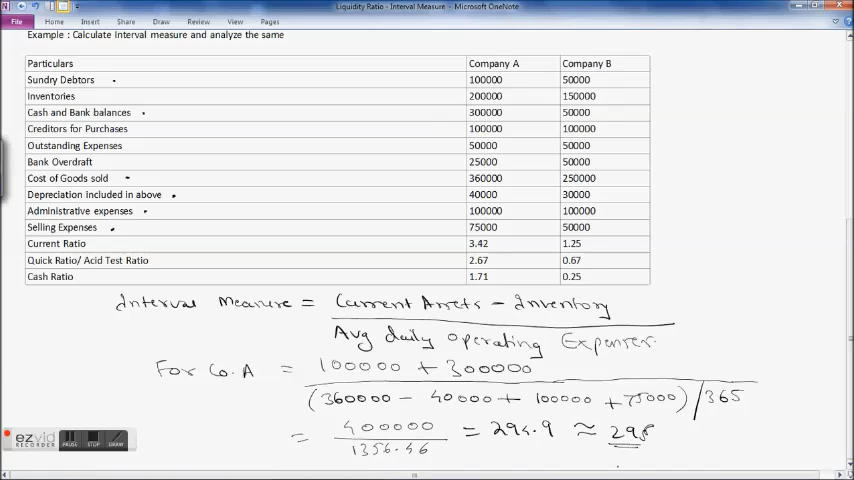 Liquidity Ratio - Interval Measure - Microsoft OneNote
File Home Insert Share Draw Review View Pages
Example : Calculate Interval measure and analyze the same
Particulars Company A Company B
Sundry Debtors 100000 50000
Inventories 200000 150000
Cash and Bank balances 300000 50000
Creditors for Purchases 100000 100000
Outstanding Expenses 50000 50000
Bank Overdraft 25000 50000
Cost of Goods sold 360000 250000
Depreciation included in above 40000 30000
Administrative expenses 100000 100000
Selling Expenses 75000 50000
Current Ratio 3.42 1.25
Quick Ratio/ Acid Test Ratio 2.67 0.67
Cash Ratio 1.71 0.25
Interval Measure = Current Assets - Inventory
Avg daily operating Expenses
For Co. A = 100000 + 300000
(360000 - 40000 + 100000 + 75000) / 365
= 400000 = 294.9 ≈ 295
1356.46
ezvid
RECORDER
PAUSE STOP DRAW